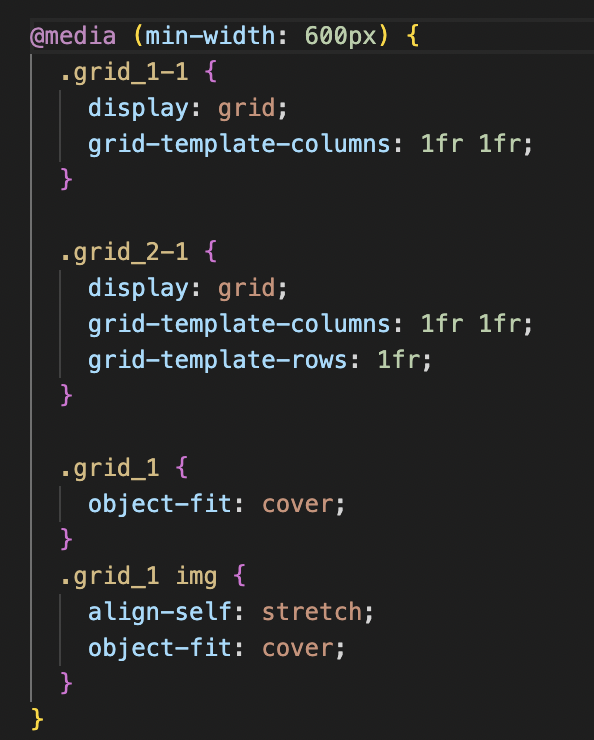 @media (min-width: 600px) {
  .grid_1-1 {
    display: grid;
    grid-template-columns: 1fr 1fr;
  }

  .grid_2-1 {
    display: grid;
    grid-template-columns: 1fr 1fr;
    grid-template-rows: 1fr;
  }

  .grid_1 {
    object-fit: cover;
  }
  .grid_1 img {
    align-self: stretch;
    object-fit: cover;
  }
}